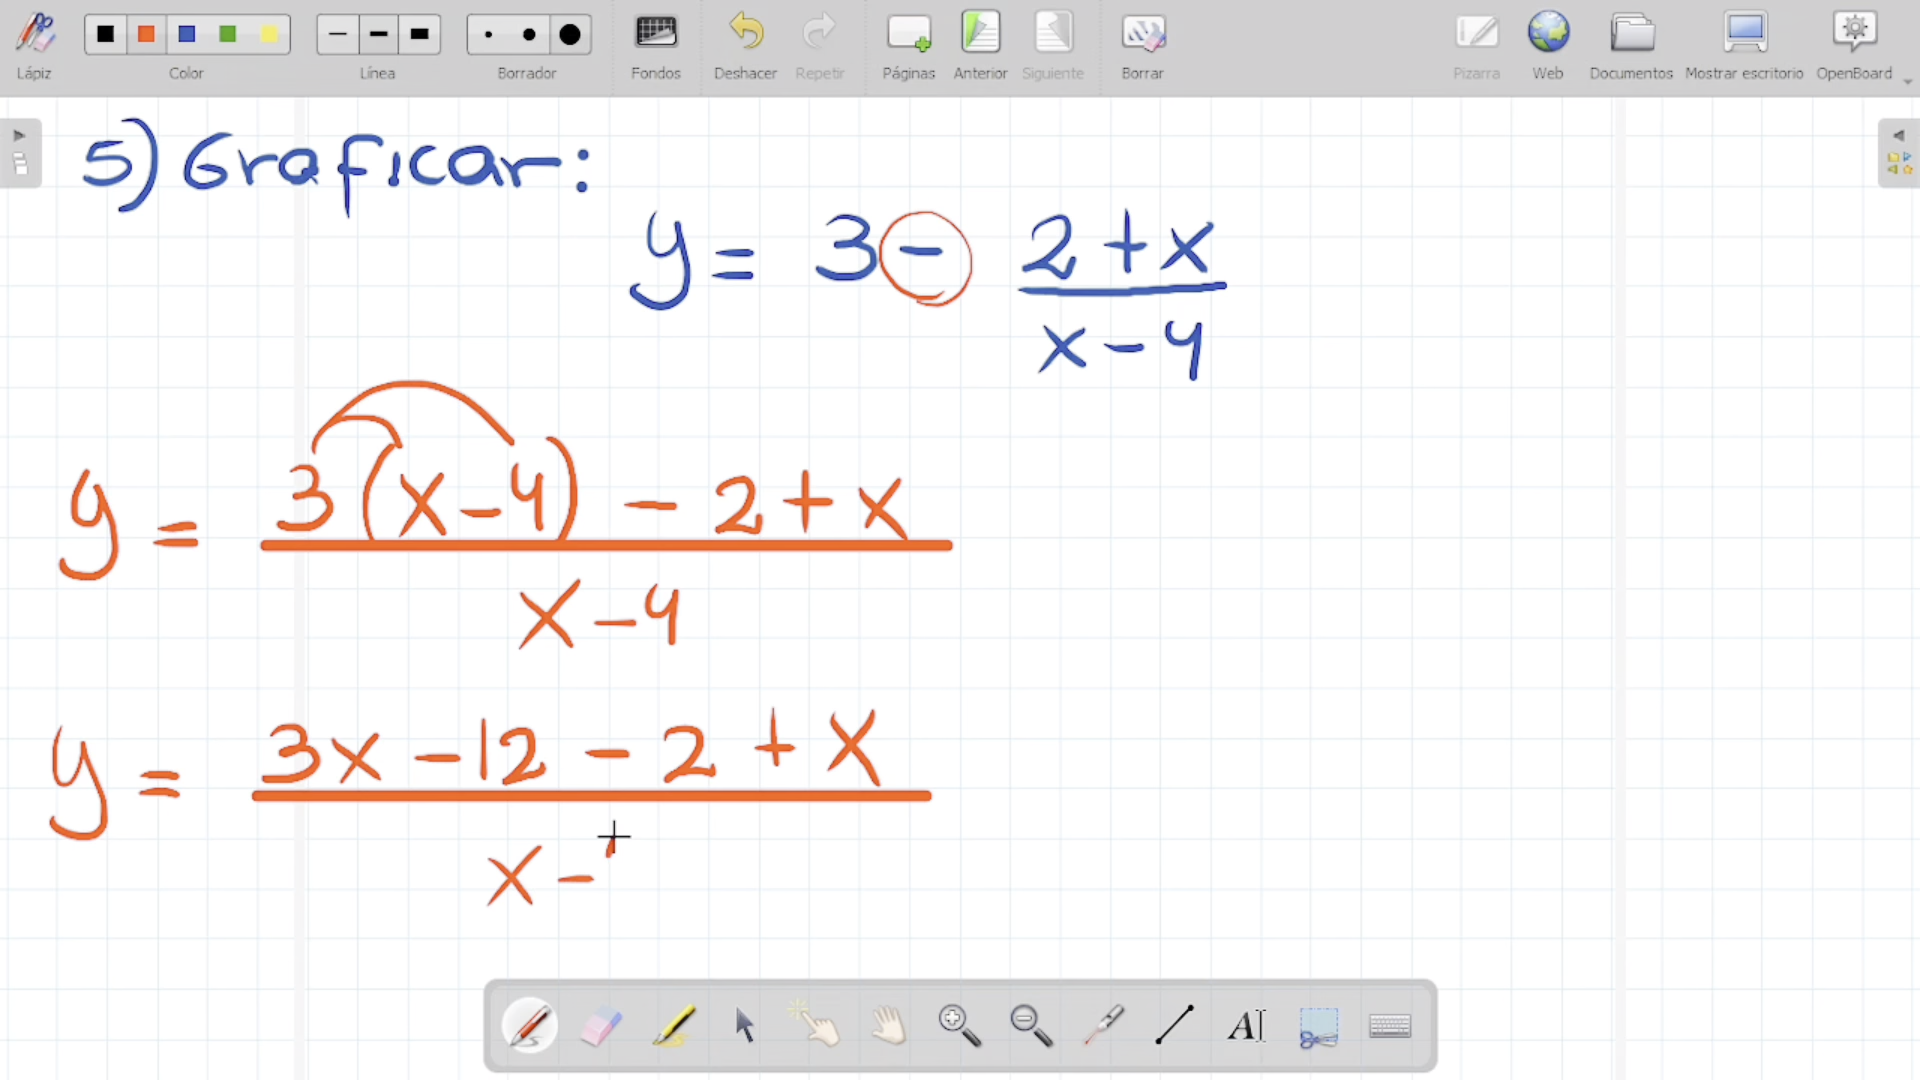 Lápiz Color Línea Borrador Fondos Deshacer Repetir Páginas Anterior Siguiente Borrar Pizarra Web Documentos Mostrar escritorio OpenBoard
5) Graficar:
y = 3 - 2 + x
x - 4
y = 3 (x - 4) - 2 + x
x - 4
y = 3x - 12 - 2 + x
x -
A